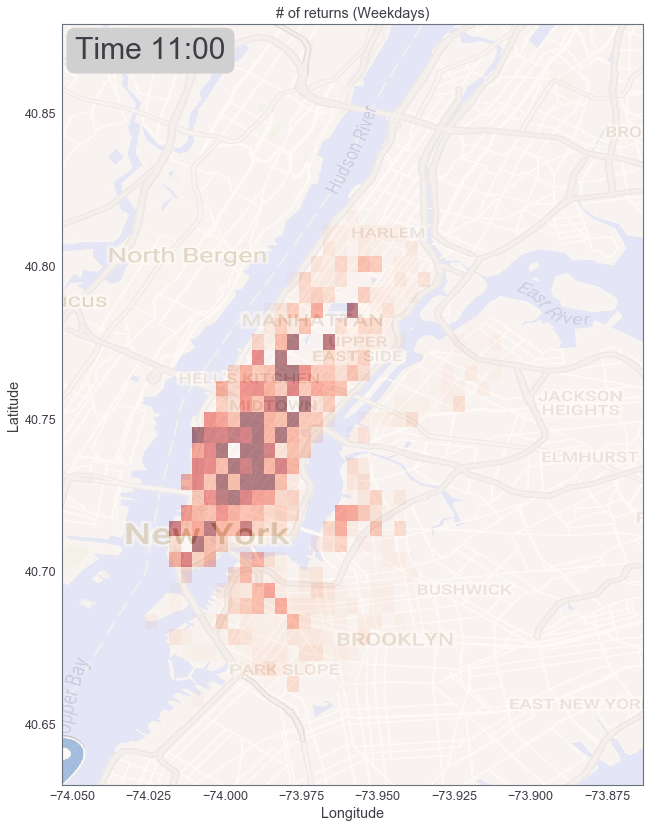 # of returns (Weekdays)
Time 11:00
40.85
40.80
40.75
40.70
40.65
Latitude
Hudson River
BRO
HARLEM
North Bergen
East River
CUS
MANHATTAN
UPPER
EAST SIDE
HELL'S KITCHEN
MIDTOWN
JACKSON
HEIGHTS
ELMHURST
New York
BUSHWICK
BROOKLYN
PARK SLOPE
EAST NEW YOR
pper Bay
−74.050 −74.025 −74.000 −73.975 −73.950 −73.925 −73.900 −73.875
Longitude